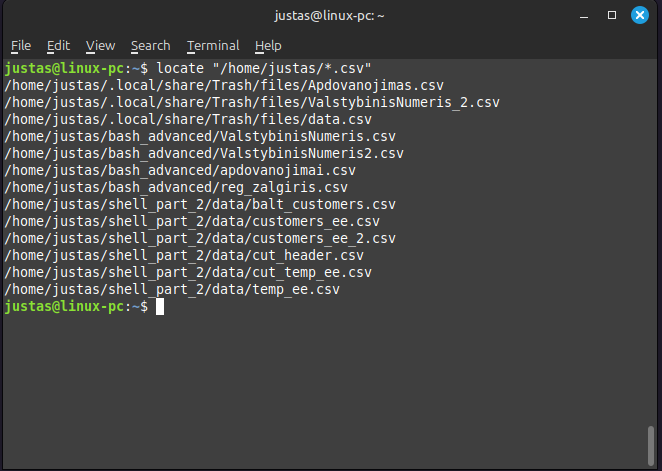 justas@linux-pc: ~
File Edit View Search Terminal Help
justas@linux-pc:~$ locate "/home/justas/*.csv"
/home/justas/.local/share/Trash/files/Apdovanojimas.csv
/home/justas/.local/share/Trash/files/ValstybinisNumeris_2.csv
/home/justas/.local/share/Trash/files/data.csv
/home/justas/bash_advanced/ValstybinisNumeris.csv
/home/justas/bash_advanced/ValstybinisNumeris2.csv
/home/justas/bash_advanced/apdovanojimai.csv
/home/justas/bash_advanced/reg_zalgiris.csv
/home/justas/shell_part_2/data/balt_customers.csv
/home/justas/shell_part_2/data/customers_ee.csv
/home/justas/shell_part_2/data/customers_ee_2.csv
/home/justas/shell_part_2/data/cut_header.csv
/home/justas/shell_part_2/data/cut_temp_ee.csv
/home/justas/shell_part_2/data/temp_ee.csv
justas@linux-pc:~$